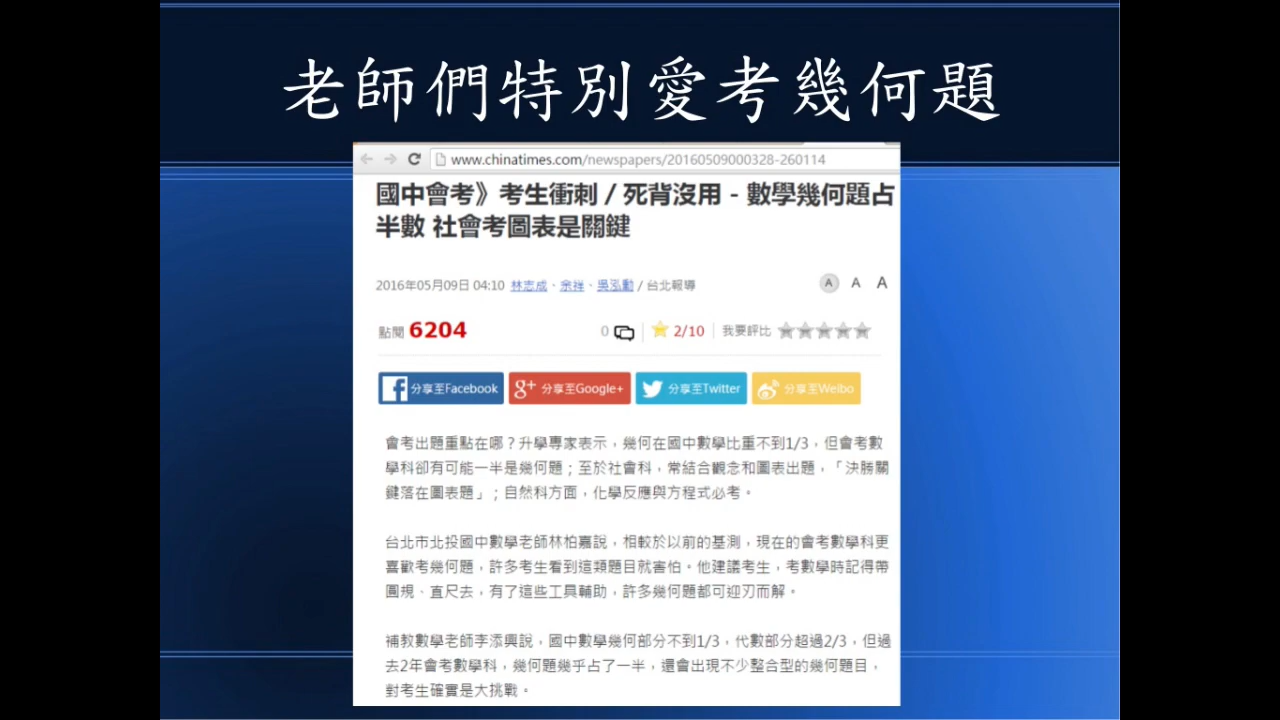 老師們特別愛考幾何題
www.chinatimes.com/newspapers/20160509000328-260114
國中會考》考生衝刺/死背沒用-數學幾何題占
半數 社會考圖表是關鍵
2016年05月09日 04:10 林志成、余祥、吳泓勳/台北報導
A A A
點閱 6204 0 2/10 我要評比
分享至Facebook 分享至Google+ 分享至Twitter 分享至Weibo
會考出題重點在哪?升學專家表示,幾何在國中數學比重不到1/3,但會考數
學科卻有可能一半是幾何題;至於社會科,常結合觀念和圖表出題,「決勝關
鍵落在圖表題」;自然科方面,化學反應與方程式必考。
台北市北投國中數學老師林柏嘉說,相較於以前的基測,現在的會考數學科更
喜歡考幾何題,許多考生看到這類題目就害怕。他建議考生,考數學時記得帶
圓規、直尺去,有了這些工具輔助,許多幾何題都可迎刃而解。
補教數學老師李添興說,國中數學幾何部分不到1/3,代數部分超過2/3,但過
去2年會考數學科,幾何題幾乎占了一半,還會出現不少整合型的幾何題目,
對考生確實是大挑戰。